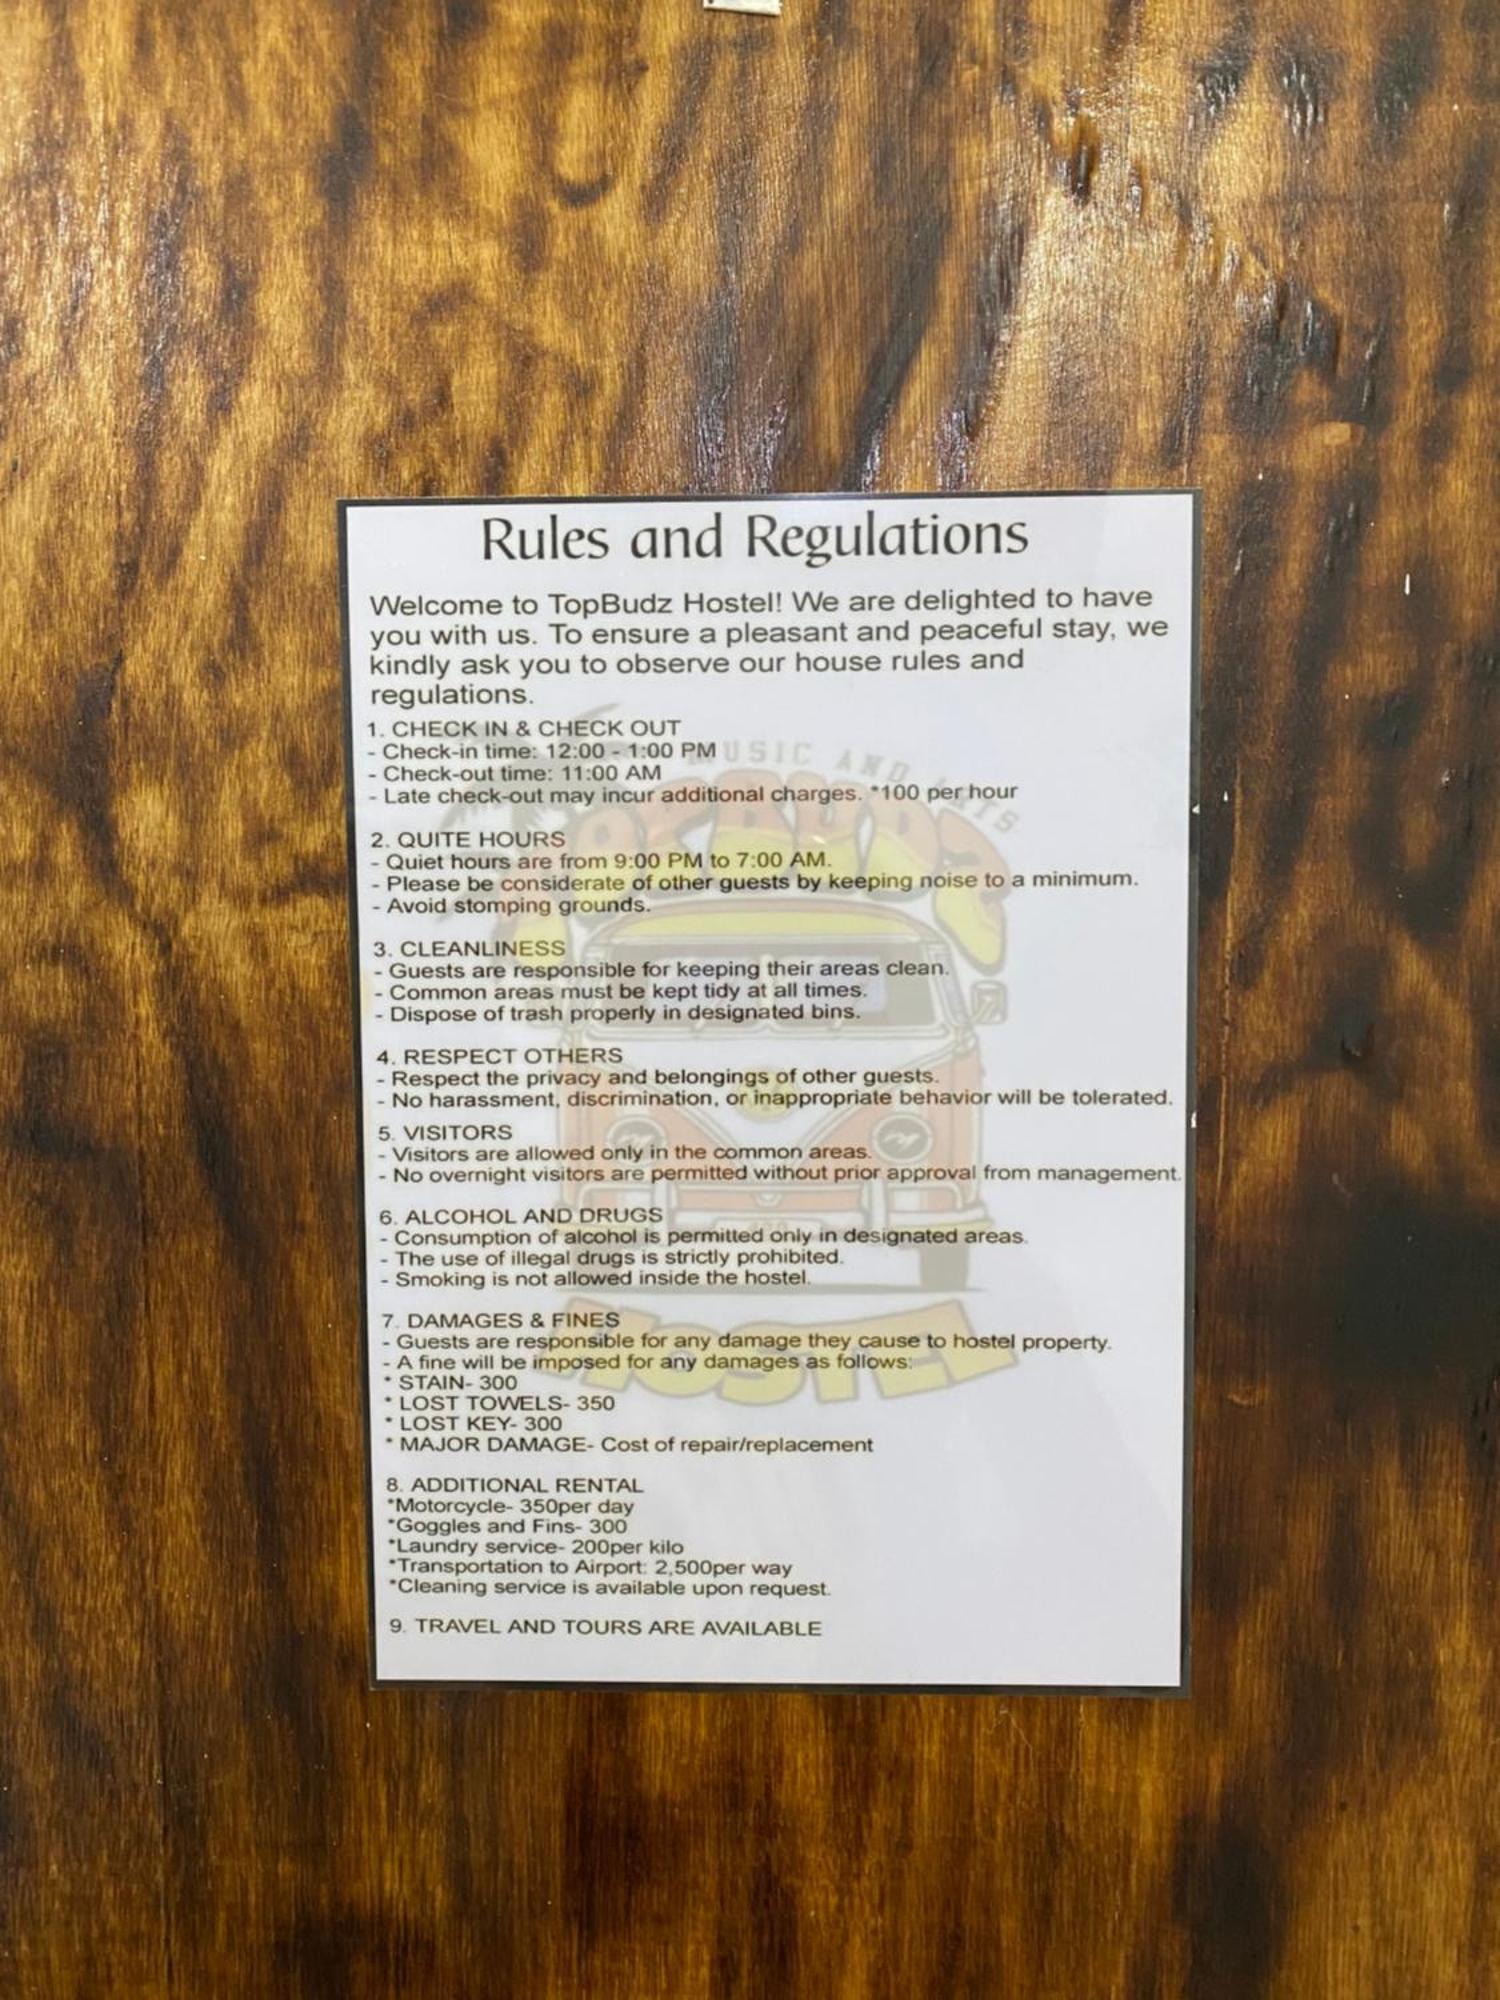 Rules and Regulations
Welcome to TopBudz Hostel! We are delighted to have
you with us. To ensure a pleasant and peaceful stay, we
kindly ask you to observe our house rules and
regulations.
1. CHECK IN & CHECK OUT
- Check-in time: 12:00 - 1:00 PM
- Check-out time: 11:00 AM
- Late check-out may incur additional charges. *100 per hour
2. QUITE HOURS
- Quiet hours are from 9:00 PM to 7:00 AM.
- Please be considerate of other guests by keeping noise to a minimum.
- Avoid stomping grounds.
3. CLEANLINESS
- Guests are responsible for keeping their areas clean.
- Common areas must be kept tidy at all times.
- Dispose of trash properly in designated bins.
4. RESPECT OTHERS
- Respect the privacy and belongings of other guests.
- No harassment, discrimination, or inappropriate behavior will be tolerated.
5. VISITORS
- Visitors are allowed only in the common areas.
- No overnight visitors are permitted without prior approval from management.
6. ALCOHOL AND DRUGS
- Consumption of alcohol is permitted only in designated areas.
- The use of illegal drugs is strictly prohibited.
- Smoking is not allowed inside the hostel.
7. DAMAGES & FINES
- Guests are responsible for any damage they cause to hostel property.
- A fine will be imposed for any damages as follows:
* STAIN- 300
* LOST TOWELS- 350
* LOST KEY- 300
* MAJOR DAMAGE- Cost of repair/replacement
8. ADDITIONAL RENTAL
*Motorcycle- 350per day
*Goggles and Fins- 300
*Laundry service- 200per kilo
*Transportation to Airport: 2,500per way
*Cleaning service is available upon request.
9. TRAVEL AND TOURS ARE AVAILABLE
HOSTEL